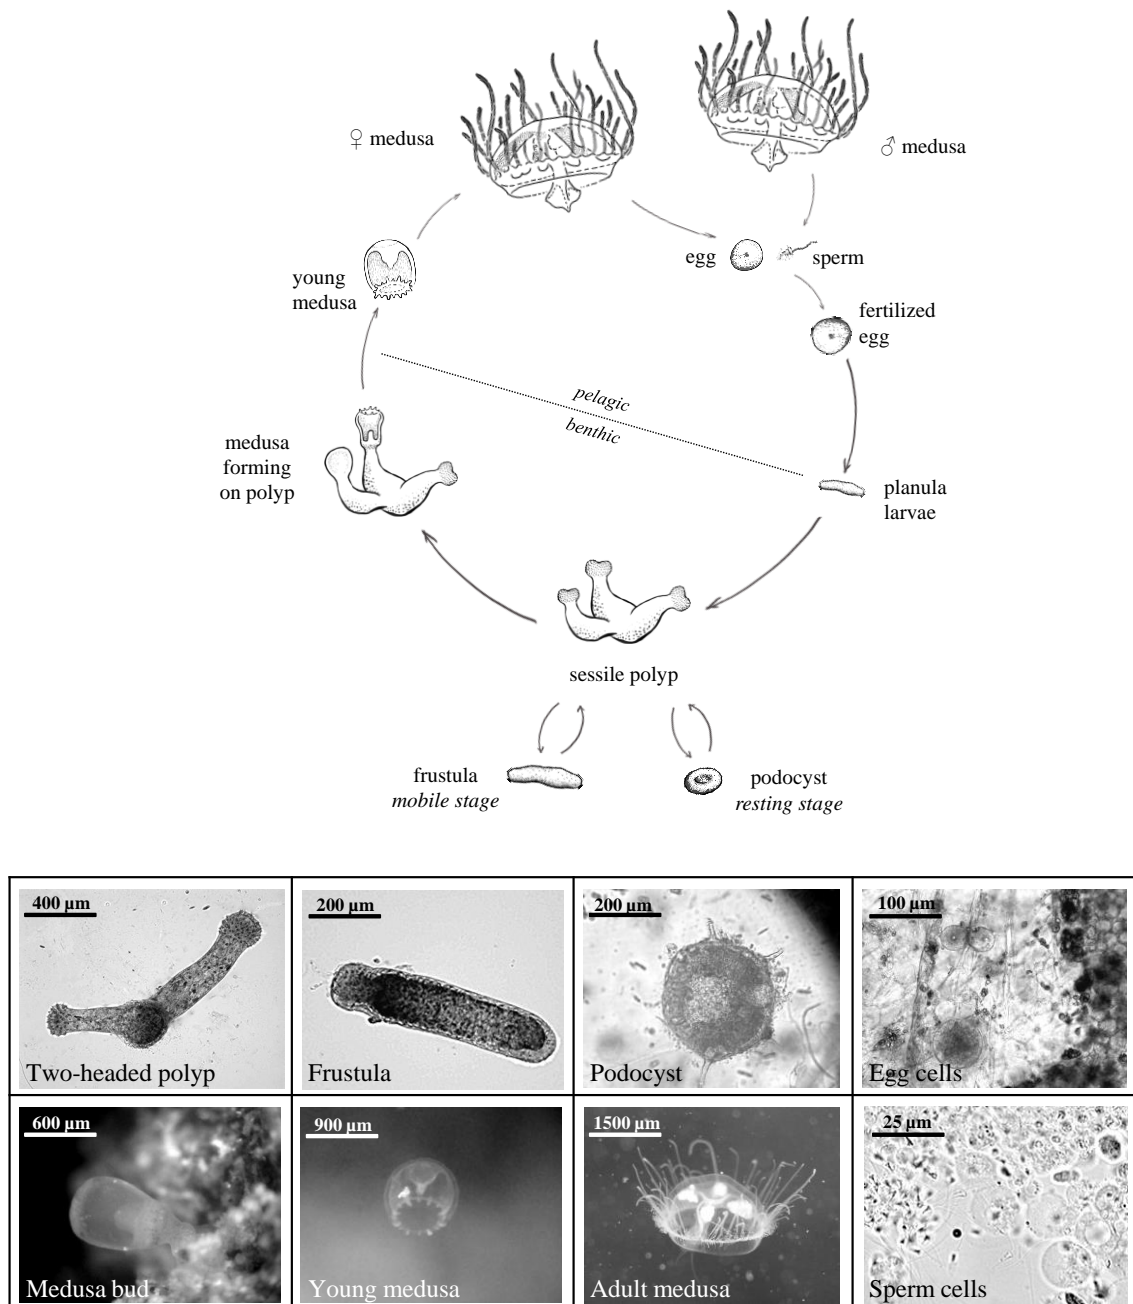 ♀ medusa
♂ medusa
egg
sperm
young
medusa
fertilized
egg
pelagic
benthic
medusa
forming
on polyp
planula
larvae
sessile polyp
frustula
mobile stage
podocyst
resting stage
400 µm
Two-headed polyp
200 µm
Frustula
200 µm
Podocyst
100 µm
Egg cells
600 µm
Medusa bud
900 µm
Young medusa
1500 µm
Adult medusa
25 µm
Sperm cells